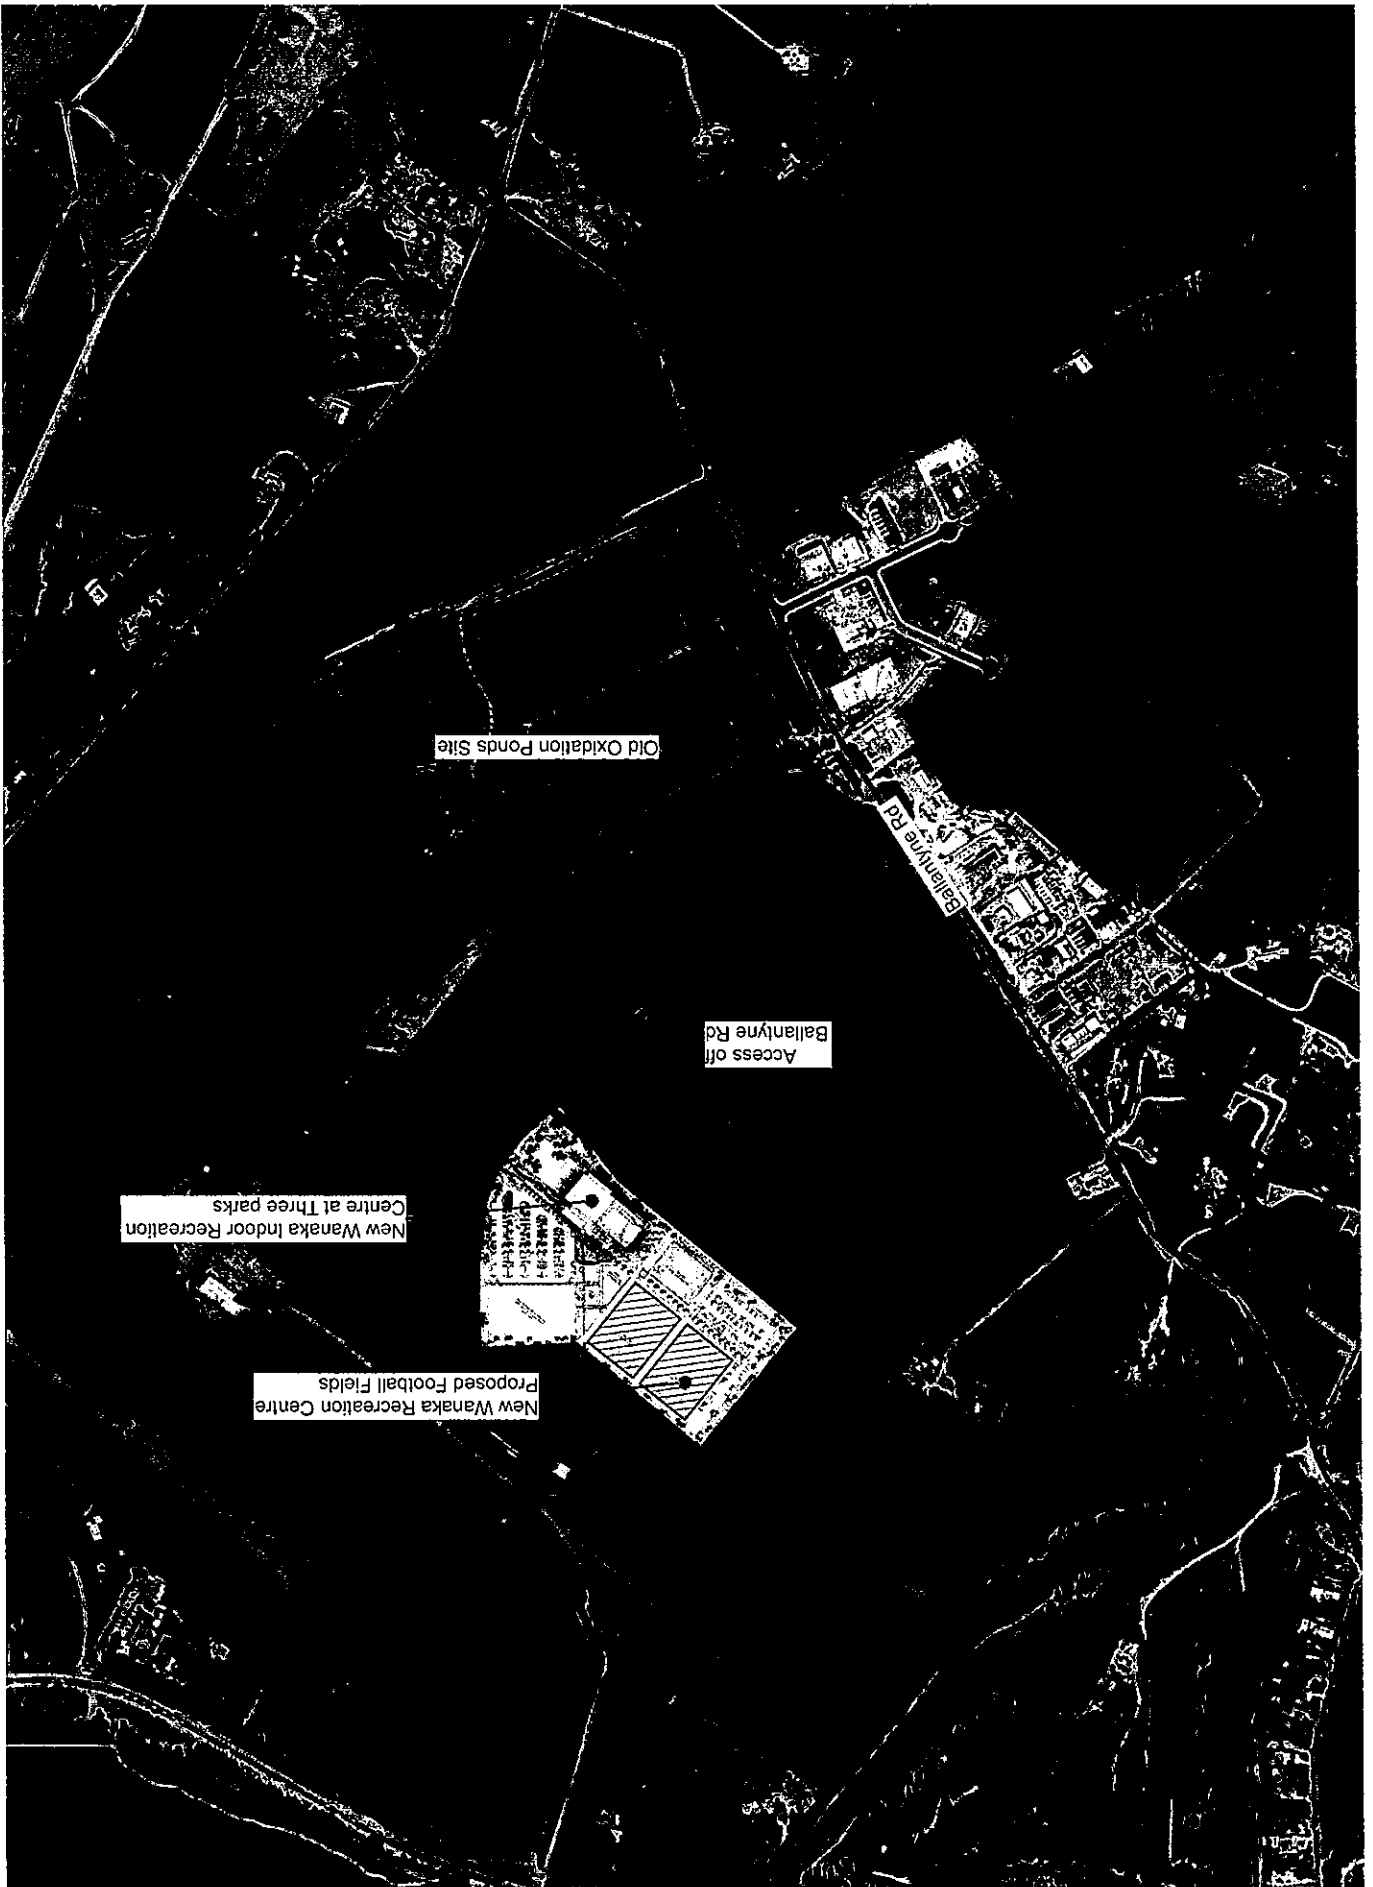 New Wanaka Recreation Centre
Proposed Football Fields
New Wanaka Indoor Recreation
Centre at Three parks
Access off
Ballantyne Rd
Ballantyne Rd
Old Oxidation Ponds Site